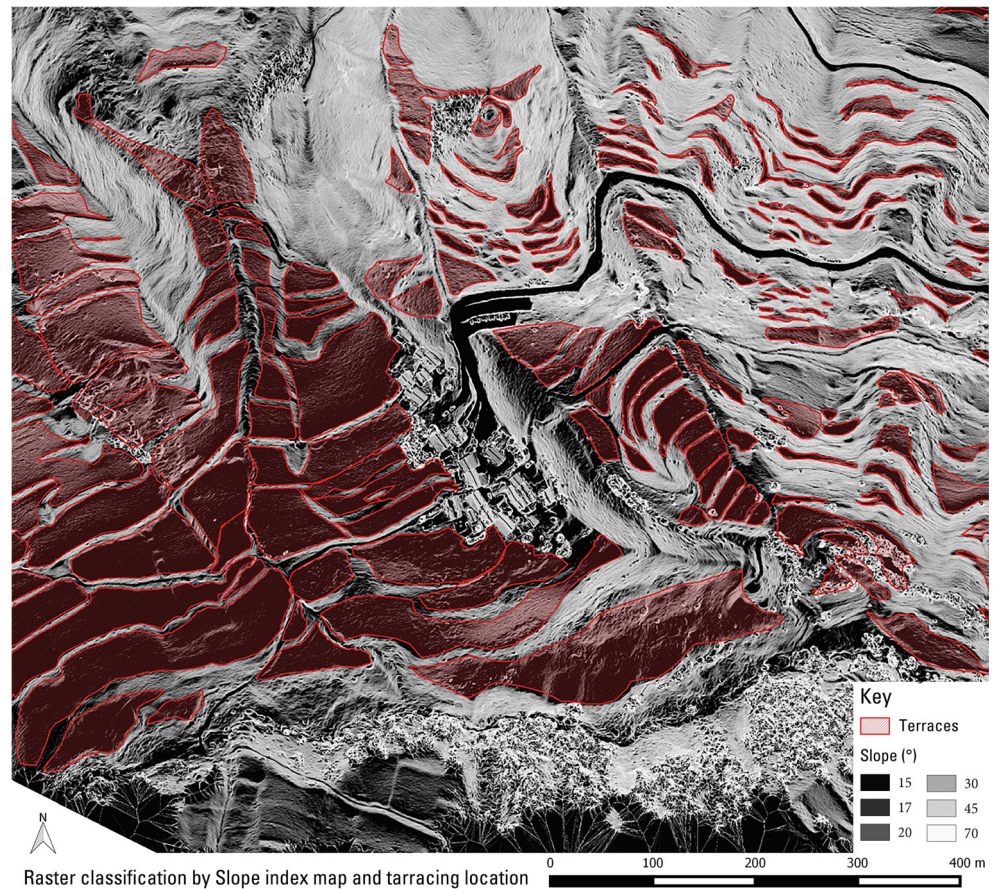 Key
Terraces
Slope (°)
15 30
17 45
20 70
N
0 100 200 300 400 m
Raster classification by Slope index map and tarracing location